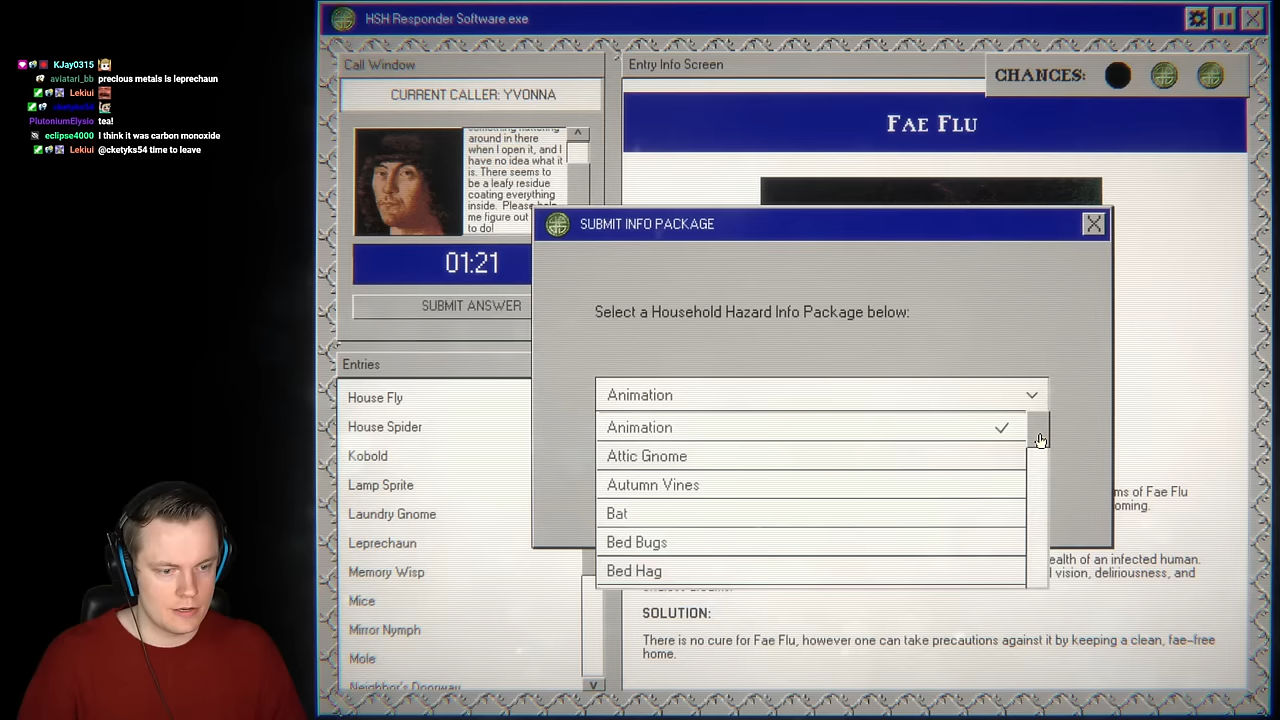 HSH Responder Software.exe
KJay0315
aviatari_bb precious metals is leprechaun
Lekiui
cketyks54
PlutoniumElysio tea!
eclipse4000 I think it was carbon monoxide
Lekiui @cketyks54 time to leave
Call Window
CURRENT CALLER: YVONNA
around in there
when I open it, and I
have no idea what it
is. There seems to
be a leafy residue
coating everything
inside. Please help
me figure out
to do!
01:21
SUBMIT ANSWER
Entries
House Fly
House Spider
Kobold
Lamp Sprite
Laundry Gnome
Leprechaun
Memory Wisp
Mice
Mirror Nymph
Mole
Neighbor's Doorway
Entry Info Screen
CHANCES:
FAE FLU
SUBMIT INFO PACKAGE
Select a Household Hazard Info Package below:
Animation
Animation
Attic Gnome
Autumn Vines
Bat
Bed Bugs
Bed Hag
ms of Fae Flu
oming.
ealth of an infected human.
l vision, deliriousness, and
SOLUTION:
There is no cure for Fae Flu, however one can take precautions against it by keeping a clean, fae-free
home.